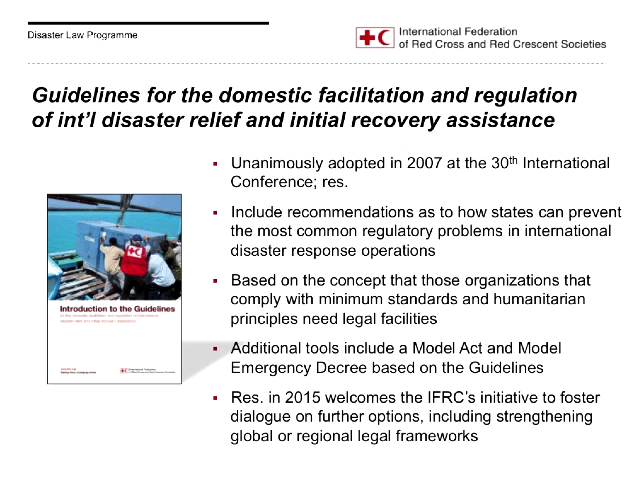 Disaster Law Programme
International Federation
of Red Cross and Red Crescent Societies
Guidelines for the domestic facilitation and regulation
of int'l disaster relief and initial recovery assistance
▪ Unanimously adopted in 2007 at the 30th International
Conference; res.
▪ Include recommendations as to how states can prevent
the most common regulatory problems in international
disaster response operations
▪ Based on the concept that those organizations that
comply with minimum standards and humanitarian
principles need legal facilities
▪ Additional tools include a Model Act and Model
Emergency Decree based on the Guidelines
▪ Res. in 2015 welcomes the IFRC's initiative to foster
dialogue on further options, including strengthening
global or regional legal frameworks
Introduction to the Guidelines